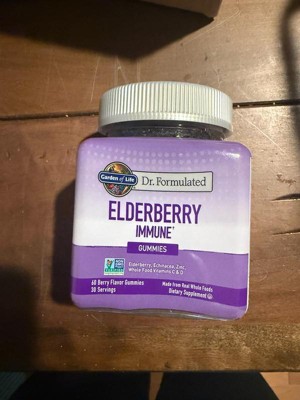 Garden of Life
Dr. Formulated
ELDERBERRY
IMMUNE
GUMMIES
Elderberry, Echinacea, Zinc,
Whole Food Vitamins C & D
60 Berry Flavor Gummies
30 Servings
Made from Real Whole Foods
Dietary Supplement